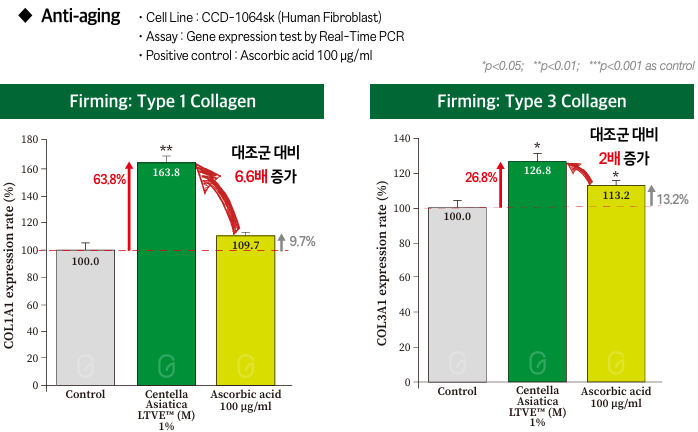 ◆ Anti-aging
· Cell Line : CCD-1064sk (Human Fibroblast)
· Assay : Gene expression test by Real-Time PCR
· Positive control : Ascorbic acid 100 μg/ml
*p<0.05; **p<0.01; ***p<0.001 as control
Firming: Type 1 Collagen
COL1A1 expression rate (%)
180
160
140
120
100
80
60
40
20
0
100.0
63.8%
**
163.8
대조군 대비
6.6배 증가
109.7
9.7%
Control
Centella
Asiatica
LTVE™ (M)
1%
Ascorbic acid
100 μg/ml
Firming: Type 3 Collagen
COL3A1 expression rate (%)
140
120
100
80
60
40
20
0
100.0
26.8%
*
126.8
대조군 대비
2배 증가
*
113.2
13.2%
Control
Centella
Asiatica
LTVE™ (M)
1%
Ascorbic acid
100 μg/ml